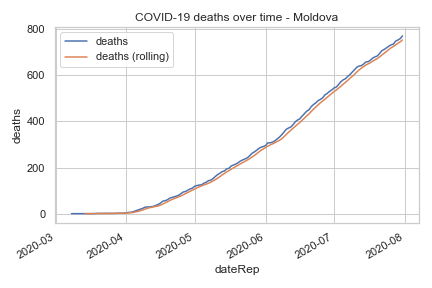 COVID-19 deaths over time - Moldova
deaths
deaths (rolling)
800
600
400
200
0
deaths
2020-03
2020-04
2020-05
2020-06
2020-07
2020-08
dateRep